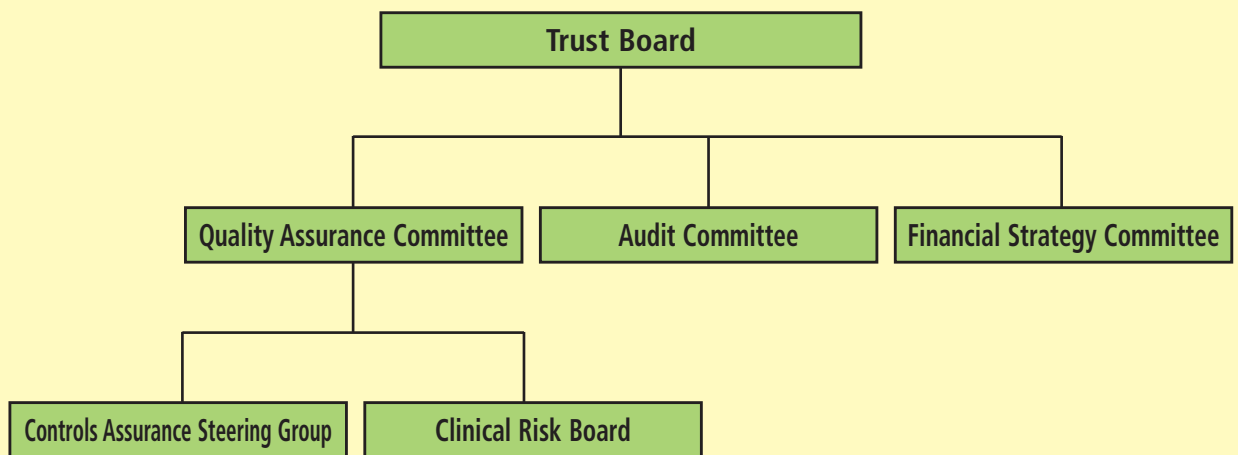 Trust Board
Quality Assurance Committee
Audit Committee
Financial Strategy Committee
Controls Assurance Steering Group
Clinical Risk Board